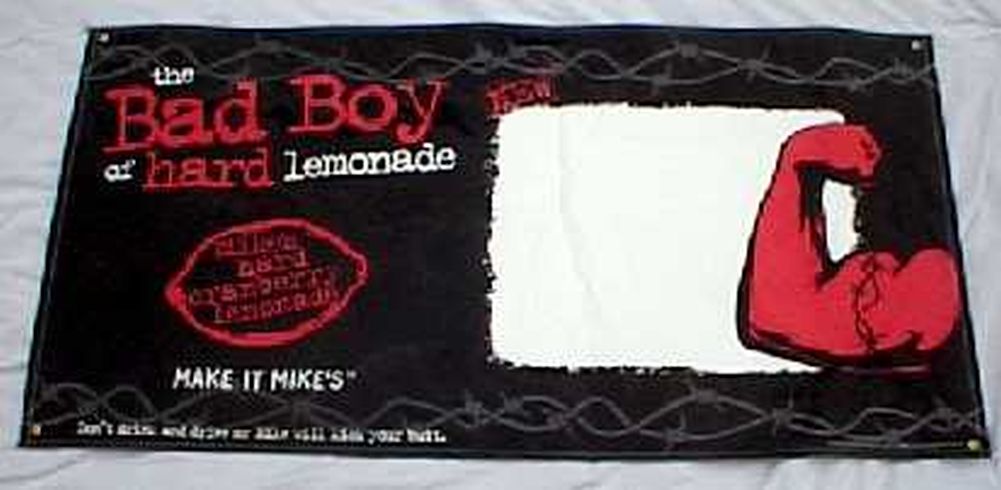 the
Bad Boy
of hard lemonade
mike's
hard
cranberry
lemonade
MAKE IT MIKE'S™
Don't drink and drive or Mike will kick your butt.